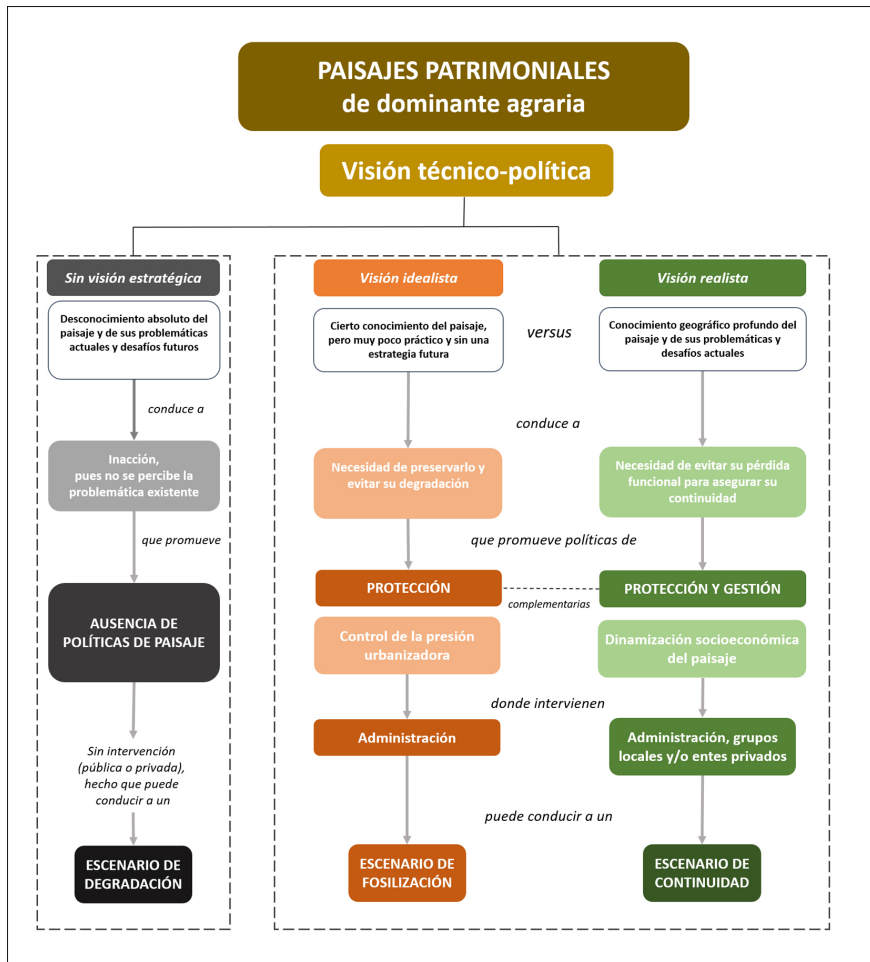 PAISAJES PATRIMONIALES
de dominante agraria
Visión técnico-política
Sin visión estratégica
Desconocimiento absoluto del
paisaje y de sus problemáticas
actuales y desafíos futuros
conduce a
Inacción,
pues no se percibe la
problemática existente
que promueve
AUSENCIA DE
POLÍTICAS DE PAISAJE
Sin intervención
(pública o privada),
hecho que puede
conducir a un
ESCENARIO DE
DEGRADACIÓN
Visión idealista
Visión realista
Cierto conocimiento del paisaje,
pero muy poco práctico y sin una
estrategia futura
versus
Conocimiento geográfico profundo del
paisaje y de sus problemáticas y
desafíos actuales
conduce a
Necesidad de preservarlo y
evitar su degradación
Necesidad de evitar su pérdida
funcional para asegurar su
continuidad
que promueve políticas de
PROTECCIÓN
complementarias
PROTECCIÓN Y GESTIÓN
Control de la presión
urbanizadora
Dinamización socioeconómica
del paisaje
donde intervienen
Administración
Administración, grupos
locales y/o entes privados
puede conducir a un
ESCENARIO DE
FOSILIZACIÓN
ESCENARIO DE
CONTINUIDAD